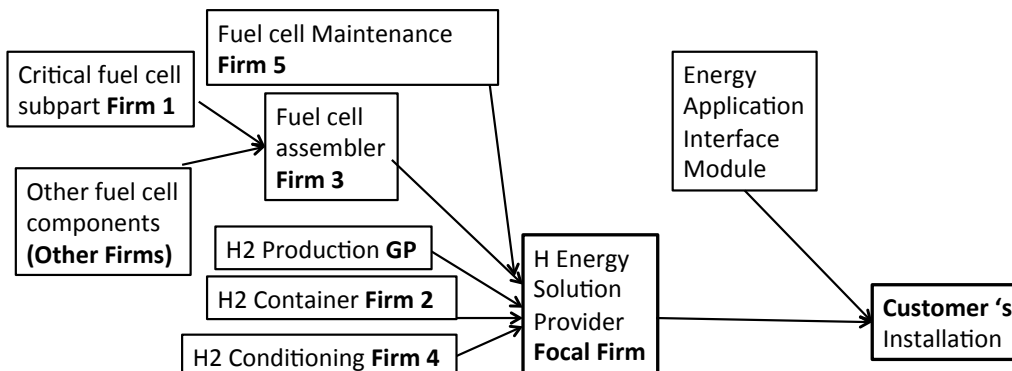 Fuel cell Maintenance
Firm 5
Critical fuel cell
subpart Firm 1
Fuel cell
assembler
Firm 3
Other fuel cell
components
(Other Firms)
H2 Production GP
H2 Container Firm 2
H2 Conditioning Firm 4
H Energy
Solution
Provider
Focal Firm
Energy
Application
Interface
Module
Customer ‘s
Installation